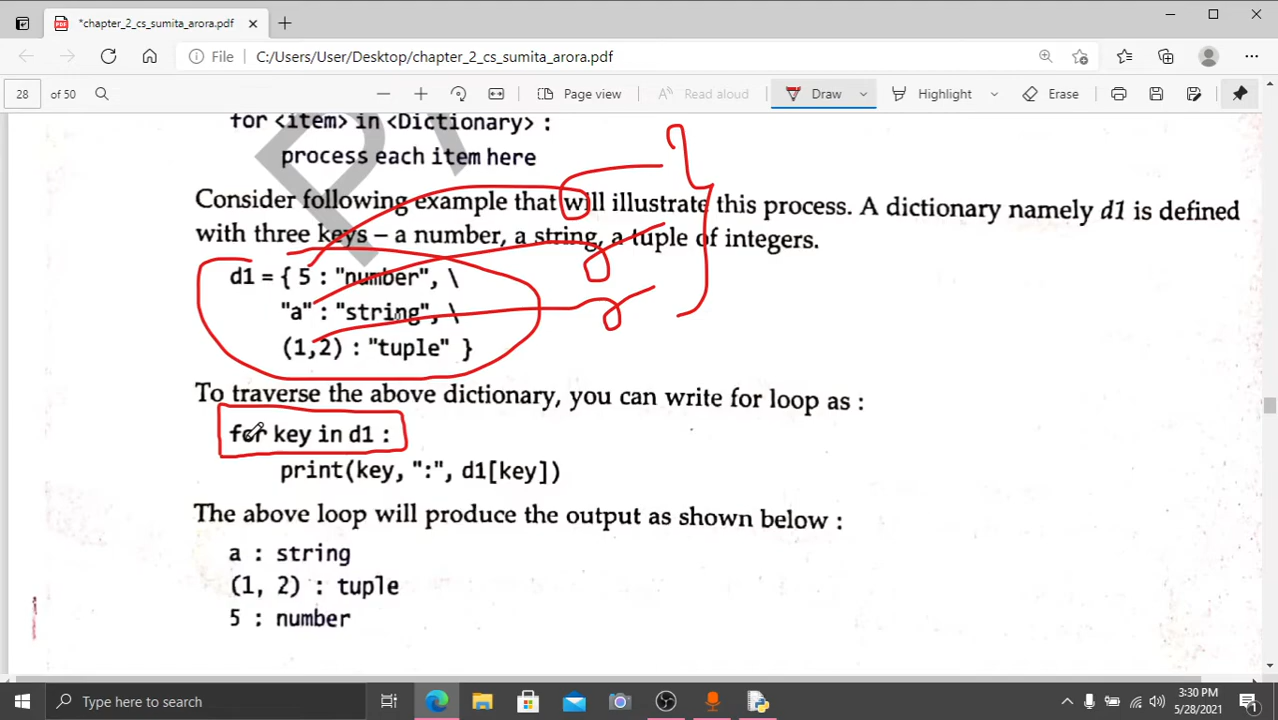 *chapter_2_cs_sumita_arora.pdf
File C:/Users/User/Desktop/chapter_2_cs_sumita_arora.pdf
28 of 50 Page view Read aloud Draw Highlight Erase
for <item> in <Dictionary> :
process each item here
Consider following example that will illustrate this process. A dictionary namely d1 is defined
with three keys – a number, a string, a tuple of integers.
d1 = { 5 : "number", \
"a" : "string", \
(1,2) : "tuple" }
To traverse the above dictionary, you can write for loop as :
for key in d1 :
print(key, ":", d1[key])
The above loop will produce the output as shown below :
a : string
(1, 2) : tuple
5 : number
Type here to search
3:30 PM
5/28/2021